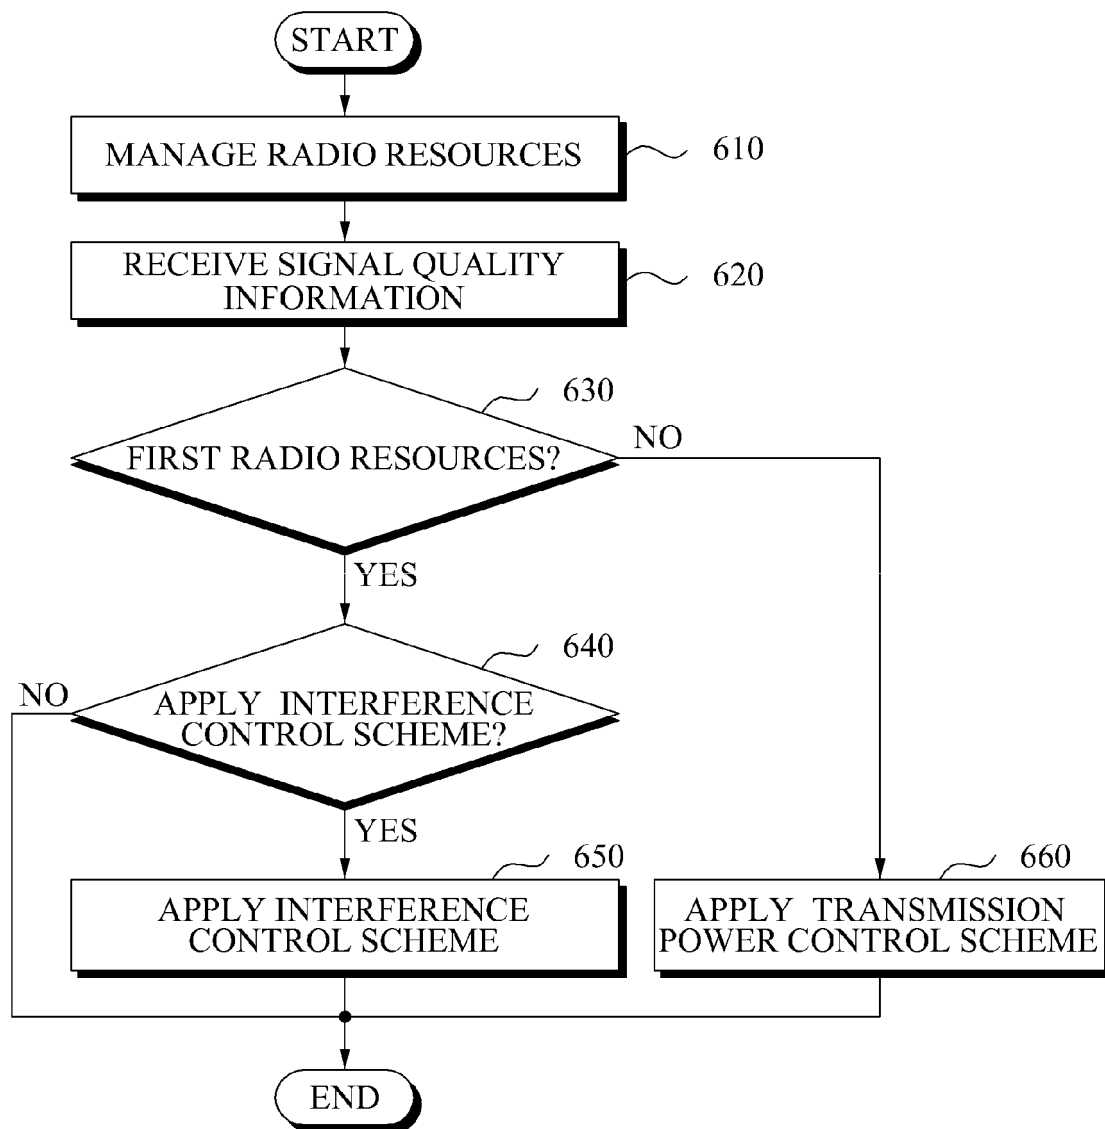 START
MANAGE RADIO RESOURCES
610
RECEIVE SIGNAL QUALITY
INFORMATION
620
630
FIRST RADIO RESOURCES?
NO
YES
640
NO
APPLY INTERFERENCE
CONTROL SCHEME?
YES
650
APPLY INTERFERENCE
CONTROL SCHEME
660
APPLY TRANSMISSION
POWER CONTROL SCHEME
END